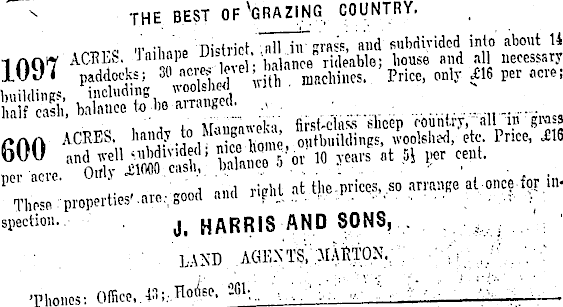 THE BEST OF GRAZING COUNTRY.
1097 ACRES, Taihape District, all in grass, and subdivided into about 14
paddocks; 30 acres level; balance rideable; house and all necessary
buildings, including woolshed with machines. Price, only £16 per acre;
half cash, balance to be arranged.
600 ACRES, handy to Mangaweka, first-class sheep country, all in grass
and well subdivided; nice home, outbuildings, woolshed, etc. Price, £16
per acre. Only £1000 cash, balance 5 or 10 years at 5½ per cent.
These properties are good and right at the prices, so arrange at once for in-
spection.
J. HARRIS AND SONS,
LAND AGENTS, MARTON.
'Phones: Office, 43; House, 261.